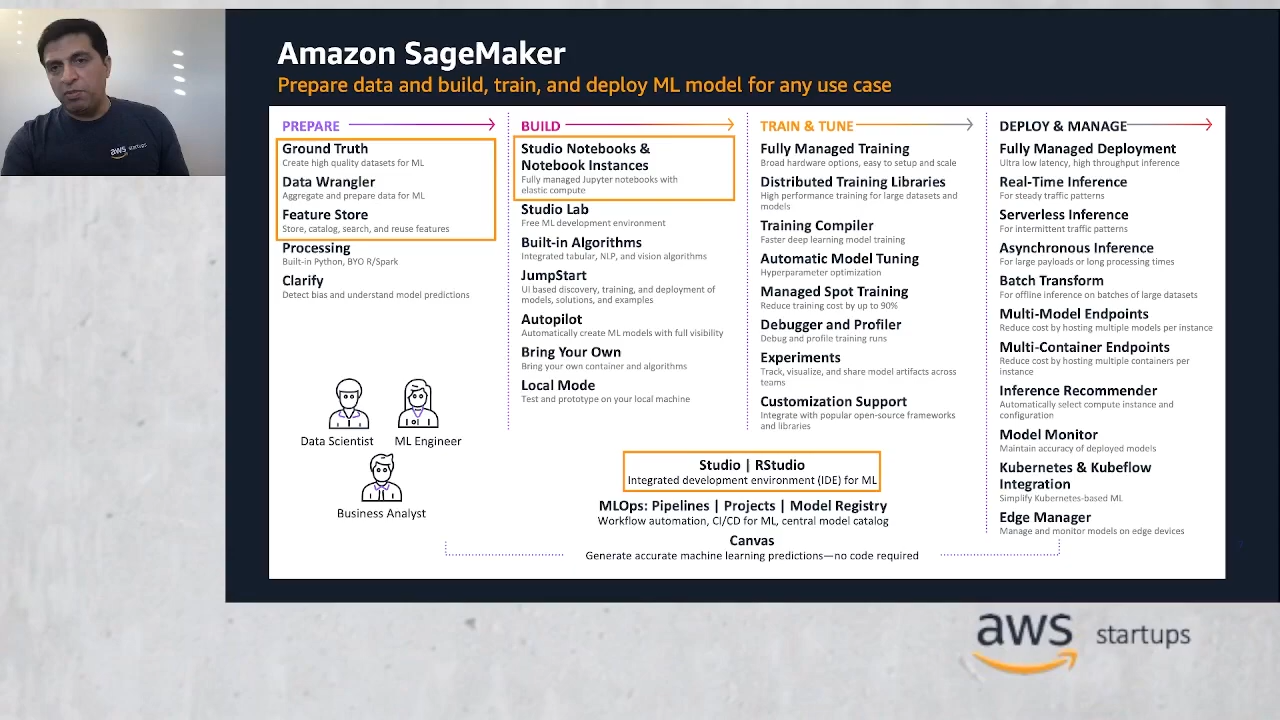 aws startups
Amazon SageMaker
Prepare data and build, train, and deploy ML model for any use case
PREPARE
Ground Truth
Create high quality datasets for ML
Data Wrangler
Aggregate and prepare data for ML
Feature Store
Store, catalog, search, and reuse features
Processing
Built-in Python, BYO R/Spark
Clarify
Detect bias and understand model predictions
Data Scientist
ML Engineer
Business Analyst
BUILD
Studio Notebooks &
Notebook Instances
Fully managed Jupyter notebooks with
elastic compute
Studio Lab
Free ML development environment
Built-in Algorithms
Integrated tabular, NLP, and vision algorithms
JumpStart
UI based discovery, training, and deployment of
models, solutions, and examples
Autopilot
Automatically create ML models with full visibility
Bring Your Own
Bring your own container and algorithms
Local Mode
Test and prototype on your local machine
TRAIN & TUNE
Fully Managed Training
Broad hardware options, easy to setup and scale
Distributed Training Libraries
High performance training for large datasets and
models
Training Compiler
Faster deep learning model training
Automatic Model Tuning
Hyperparameter optimization
Managed Spot Training
Reduce training cost by up to 90%
Debugger and Profiler
Debug and profile training runs
Experiments
Track, visualize, and share model artifacts across
teams
Customization Support
Integrate with popular open-source frameworks
and libraries
DEPLOY & MANAGE
Fully Managed Deployment
Ultra low latency, high throughput inference
Real-Time Inference
For steady traffic patterns
Serverless Inference
For intermittent traffic patterns
Asynchronous Inference
For large payloads or long processing times
Batch Transform
For offline inference on batches of large datasets
Multi-Model Endpoints
Reduce cost by hosting multiple models per instance
Multi-Container Endpoints
Reduce cost by hosting multiple containers per
instance
Inference Recommender
Automatically select compute instance and
configuration
Model Monitor
Maintain accuracy of deployed models
Kubernetes & Kubeflow
Integration
Simplify Kubernetes-based ML
Edge Manager
Manage and monitor models on edge devices
Studio | RStudio
Integrated development environment (IDE) for ML
MLOps: Pipelines | Projects | Model Registry
Workflow automation, CI/CD for ML, central model catalog
Canvas
Generate accurate machine learning predictions—no code required
aws startups